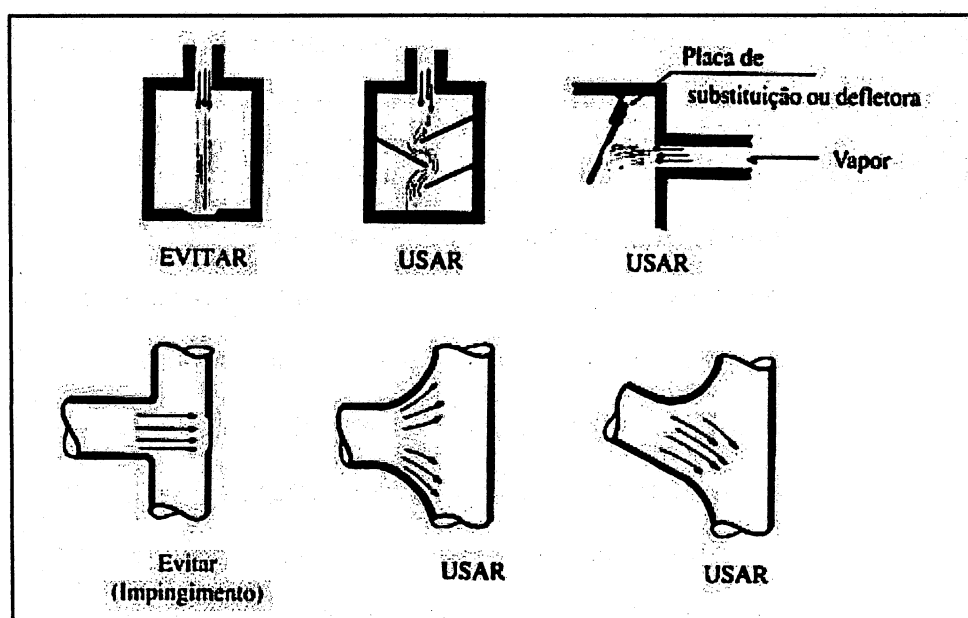 Placa de
substituição ou defletora
Vapor
EVITAR
USAR
USAR
Evitar
(Impingimento)
USAR
USAR